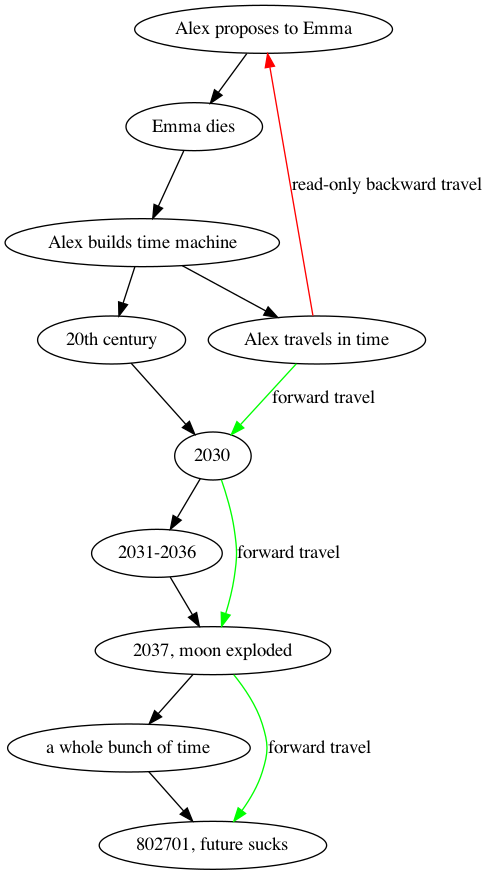 Alex proposes to Emma
Emma dies
read-only backward travel
Alex builds time machine
20th century
Alex travels in time
forward travel
2030
2031-2036
forward travel
2037, moon exploded
a whole bunch of time
forward travel
802701, future sucks